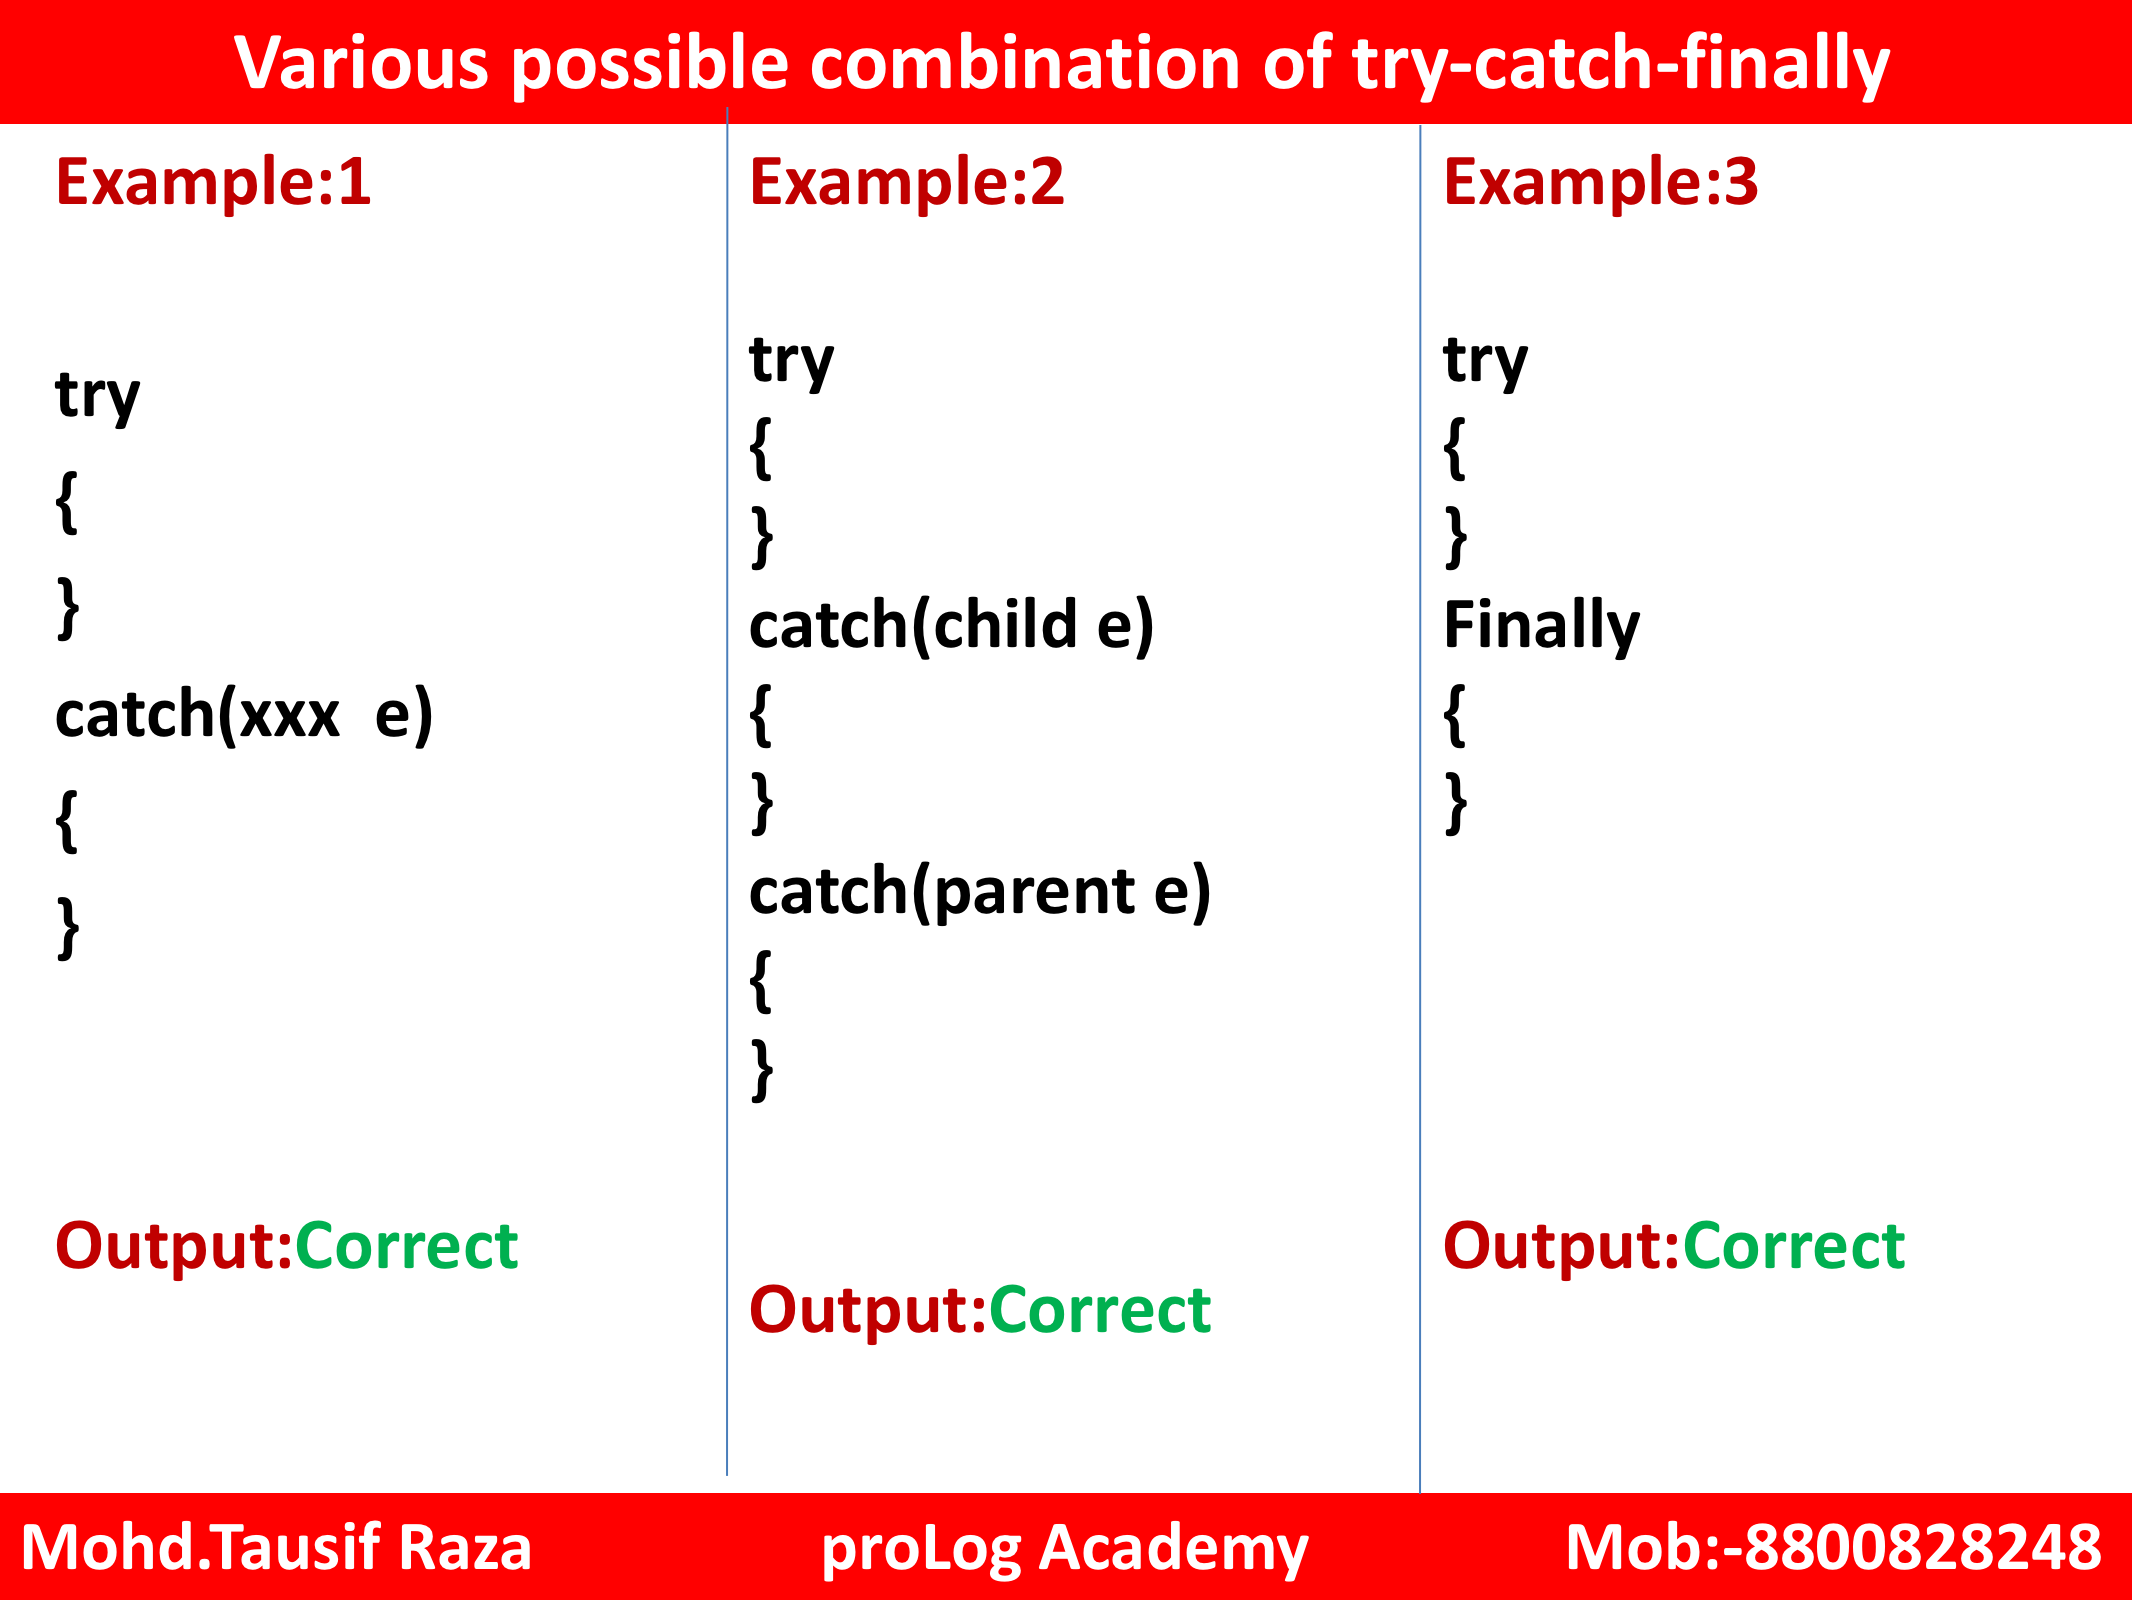 Various possible combination of try-catch-finally
Example:1
try
{
}
catch(xxx  e)
{
}
Output:Correct
Example:2
try
{
}
catch(child e)
{
}
catch(parent e)
{
}
Output:Correct
Example:3
try
{
}
Finally
{
}
Output:Correct
Mohd.Tausif Raza
proLog Academy
Mob:-8800828248